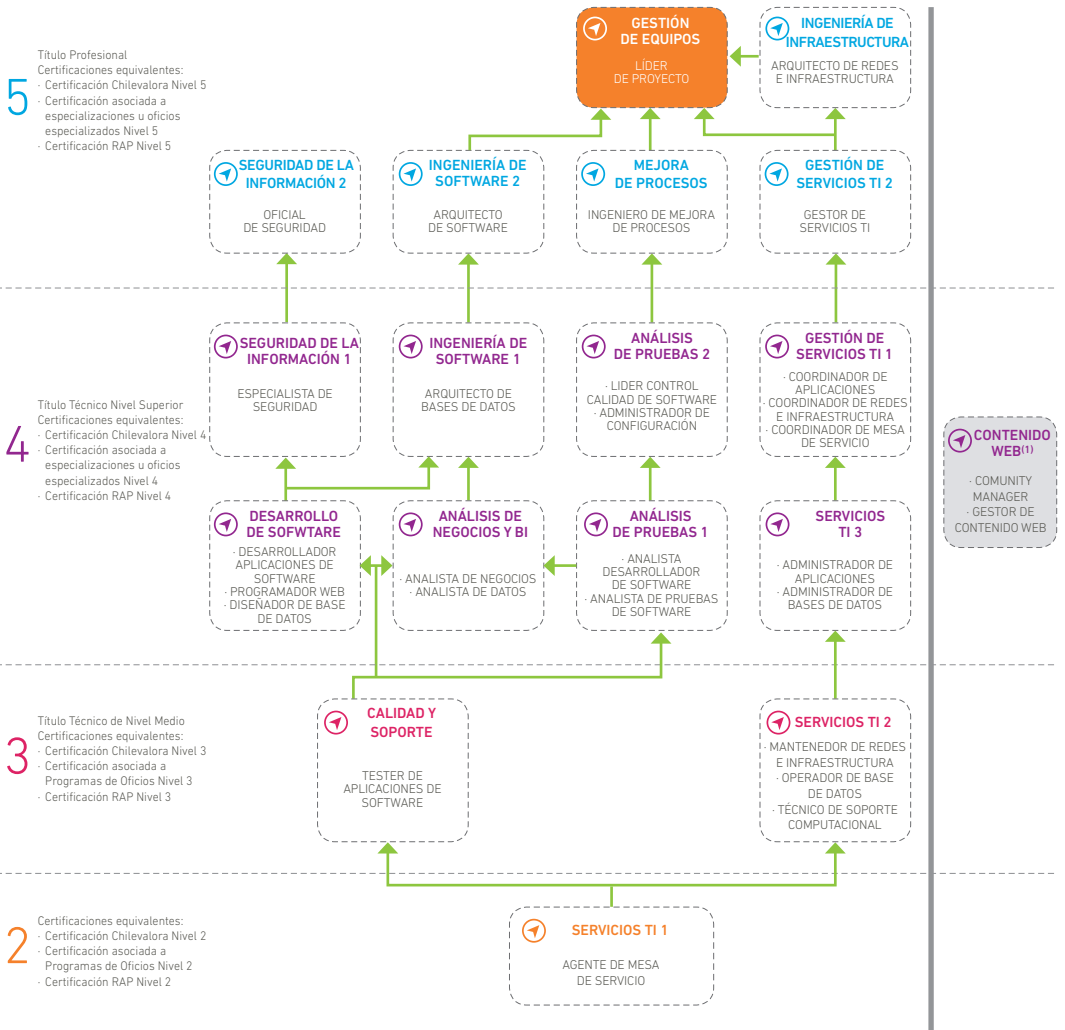 5
Título Profesional
Certificaciones equivalentes:
· Certificación Chilevalora Nivel 5
· Certificación asociada a
especializaciones u oficios
especializados Nivel 5
· Certificación RAP Nivel 5
GESTIÓN
DE EQUIPOS
LÍDER
DE PROYECTO
INGENIERÍA DE
INFRAESTRUCTURA
ARQUITECTO DE REDES
E INFRAESTRUCTURA
SEGURIDAD DE LA
INFORMACIÓN 2
OFICIAL
DE SEGURIDAD
INGENIERÍA DE
SOFTWARE 2
ARQUITECTO
DE SOFTWARE
MEJORA
DE PROCESOS
INGENIERO DE MEJORA
DE PROCESOS
GESTIÓN DE
SERVICIOS TI 2
GESTOR DE
SERVICIOS TI
4
Título Técnico Nivel Superior
Certificaciones equivalentes:
· Certificación Chilevalora Nivel 4
· Certificación asociada a
especializaciones u oficios
especializados Nivel 4
· Certificación RAP Nivel 4
SEGURIDAD DE LA
INFORMACIÓN 1
ESPECIALISTA DE
SEGURIDAD
INGENIERÍA DE
SOFTWARE 1
ARQUITECTO DE
BASES DE DATOS
ANÁLISIS
DE PRUEBAS 2
· LIDER CONTROL
CALIDAD DE SOFTWARE
· ADMINISTRADOR DE
CONFIGURACIÓN
GESTIÓN DE
SERVICIOS TI 1
· COORDINADOR DE
APLICACIONES
· COORDINADOR DE REDES
E INFRAESTRUCTURA
· COORDINADOR DE MESA
DE SERVICIO
CONTENIDO
WEB(1)
· COMUNITY
MANAGER
· GESTOR DE
CONTENIDO WEB
DESARROLLO
DE SOFWTARE
· DESARROLLADOR
APLICACIONES DE
SOFTWARE
· PROGRAMADOR WEB
· DISEÑADOR DE BASE
DE DATOS
ANÁLISIS DE
NEGOCIOS Y BI
· ANALISTA DE NEGOCIOS
· ANALISTA DE DATOS
ANÁLISIS
DE PRUEBAS 1
· ANALISTA
DESARROLLADOR
DE SOFTWARE
· ANALISTA DE PRUEBAS
DE SOFTWARE
SERVICIOS
TI 3
· ADMINISTRADOR DE
APLICACIONES
· ADMINISTRADOR DE
BASES DE DATOS
3
Título Técnico de Nivel Medio
Certificaciones equivalentes:
· Certificación Chilevalora Nivel 3
· Certificación asociada a
Programas de Oficios Nivel 3
· Certificación RAP Nivel 3
CALIDAD Y
SOPORTE
TESTER DE
APLICACIONES DE
SOFTWARE
SERVICIOS TI 2
· MANTENEDOR DE REDES
E INFRAESTRUCTURA
· OPERADOR DE BASE
DE DATOS
· TÉCNICO DE SOPORTE
COMPUTACIONAL
2
Certificaciones equivalentes:
· Certificación Chilevalora Nivel 2
· Certificación asociada a
Programas de Oficios Nivel 2
· Certificación RAP Nivel 2
SERVICIOS TI 1
AGENTE DE MESA
DE SERVICIO